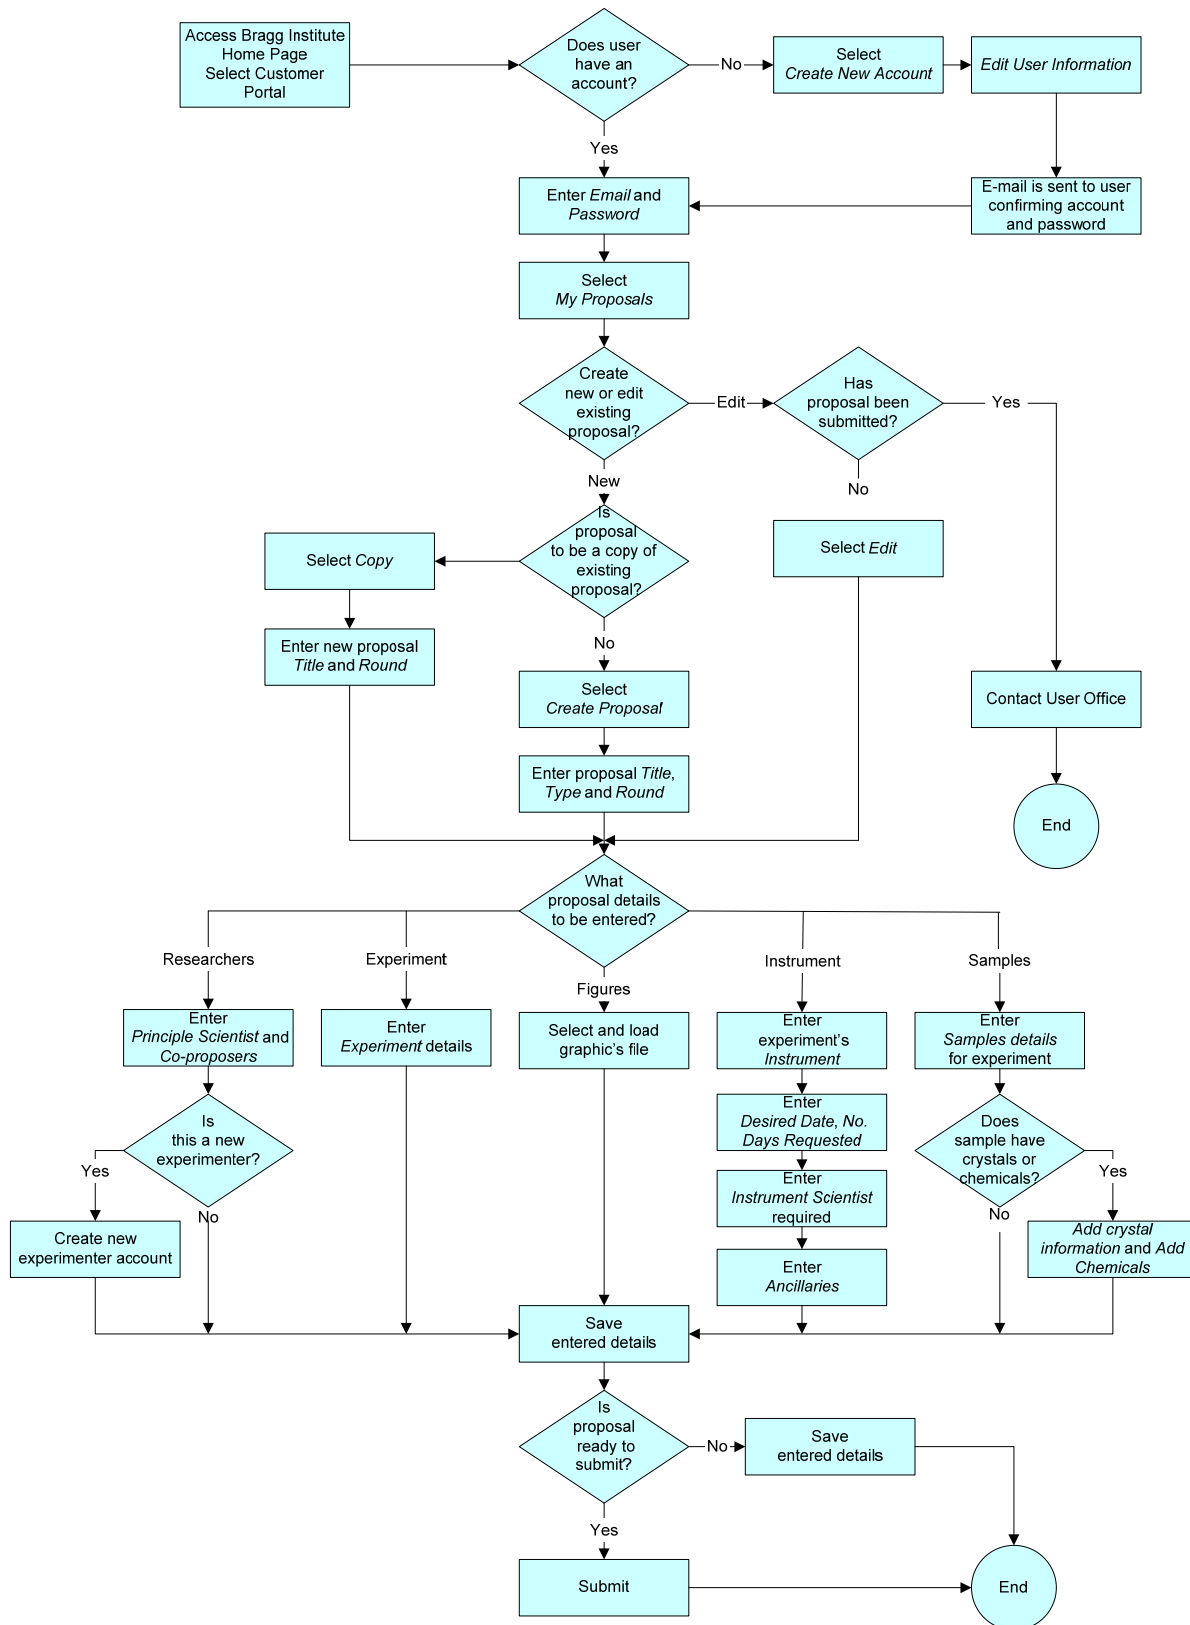 Access Bragg Institute
Home Page
Select Customer
Portal
Does user
have an
account?
No
Select
Create New Account
Edit User Information
Yes
Enter Email and
Password
E-mail is sent to user
confirming account
and password
Select
My Proposals
Create
new or edit
existing
proposal?
Edit
Has
proposal been
submitted?
Yes
New
No
Is
proposal
to be a copy of
existing
proposal?
Select Copy
Select Edit
Enter new proposal
Title and Round
No
Select
Create Proposal
Contact User Office
Enter proposal Title,
Type and Round
End
What
proposal details
to be entered?
Researchers
Experiment
Figures
Instrument
Samples
Enter
Principle Scientist and
Co-proposers
Enter
Experiment details
Select and load
graphic's file
Enter
experiment's
Instrument
Enter
Samples details
for experiment
Is
this a new
experimenter?
Enter
Desired Date, No.
Days Requested
Does
sample have
crystals or
chemicals?
Yes
No
Enter
Instrument Scientist
required
Yes
No
Create new
experimenter account
Enter
Ancillaries
Add crystal
information and Add
Chemicals
Save
entered details
Is
proposal
ready to
submit?
No
Save
entered details
Yes
Submit
End